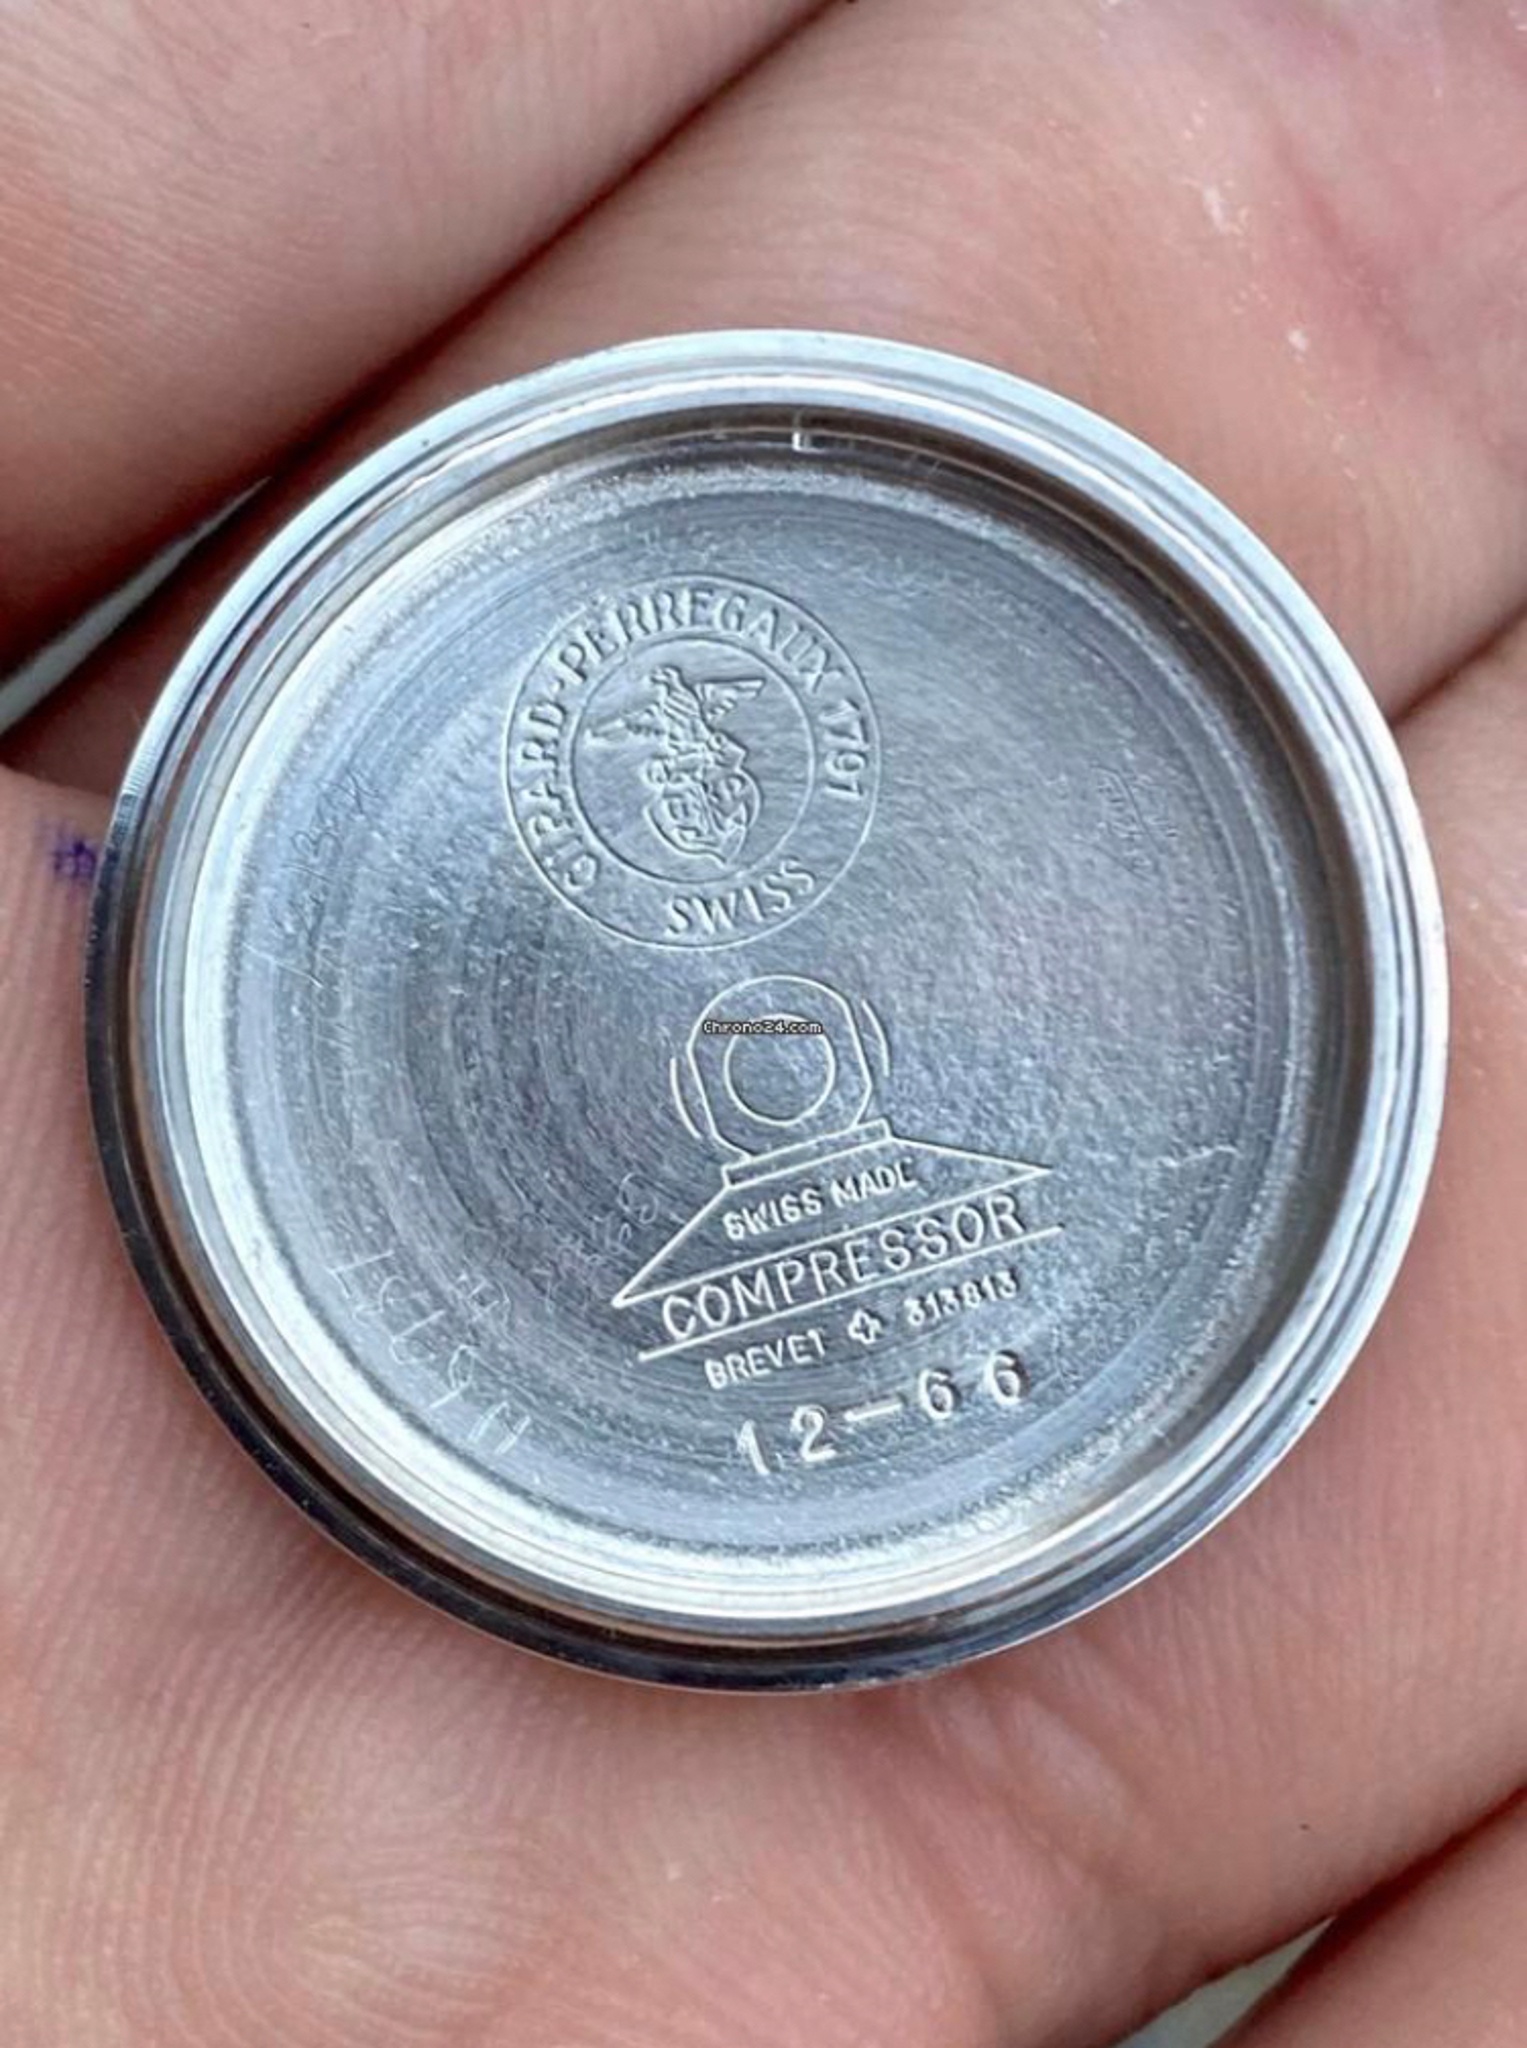 GIRARD-PERREGAUX 1791
SWISS
Chrono24.com
SWISS MADE
COMPRESSOR
BREVET ✚ 313813
12-66